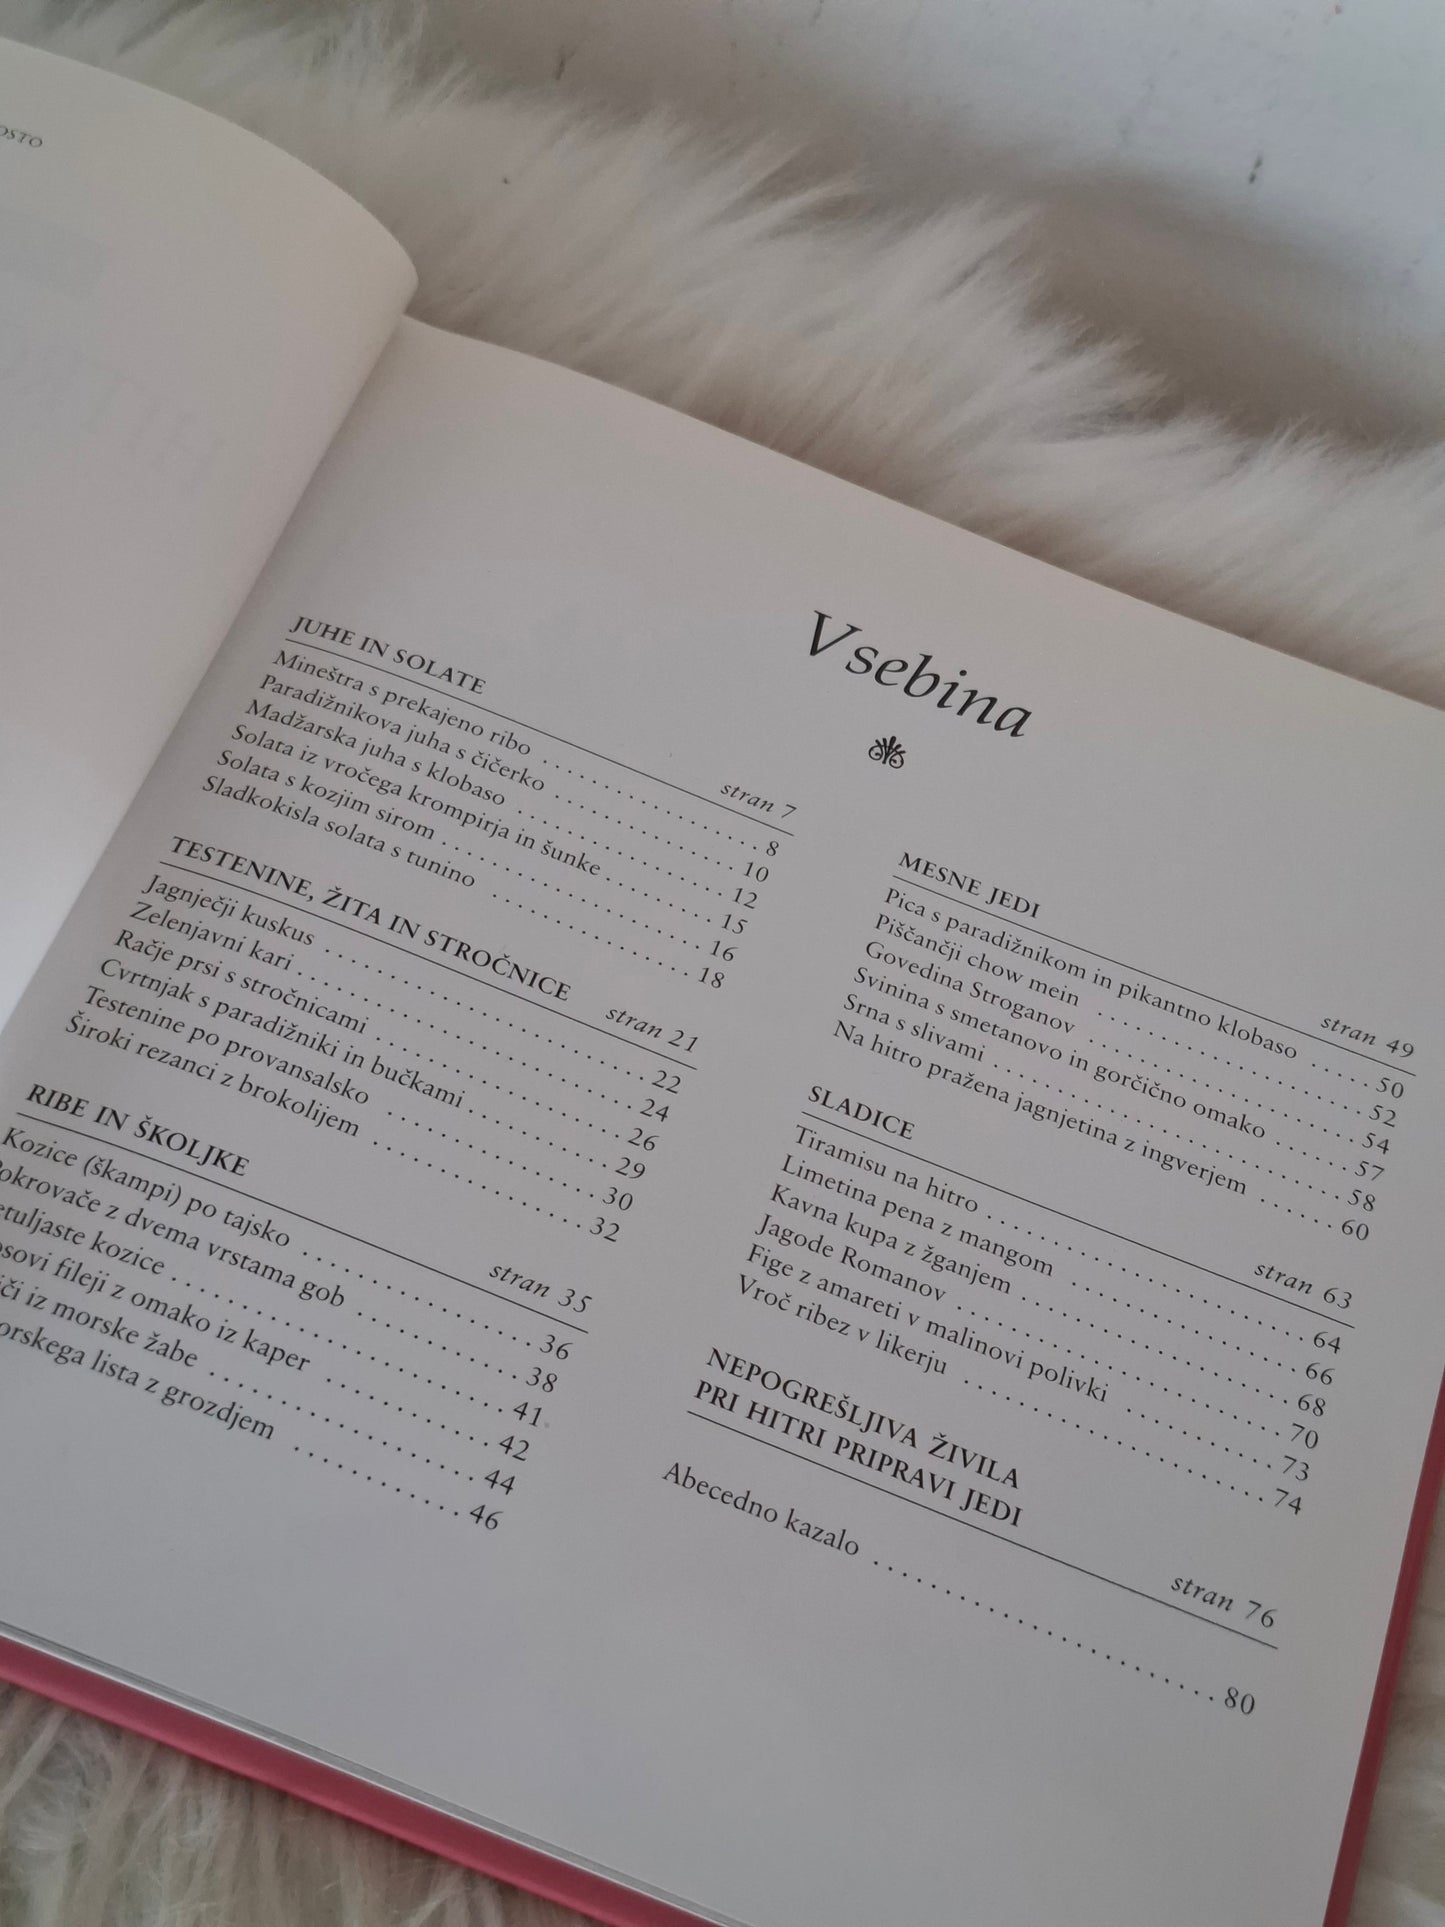 OSTO
Vsebina
JUHE IN SOLATE stran 7
Mineštra s prekajeno ribo . . . . . . . . . . . . . . . . . 8
Paradižnikova juha s čičerko . . . . . . . . . . . . . . . 10
Madžarska juha s klobaso . . . . . . . . . . . . . . . . . 12
Solata iz vročega krompirja in šunke . . . . . . . . . 15
Solata s kozjim sirom . . . . . . . . . . . . . . . . . . . . . 16
Sladkokisla solata s tunino . . . . . . . . . . . . . . . . 18
TESTENINE, ŽITA IN STROČNICE stran 21
Jagnječji kuskus . . . . . . . . . . . . . . . . . . . . . . . . . 22
Zelenjavni kari . . . . . . . . . . . . . . . . . . . . . . . . . . 24
Račje prsi s stročnicami . . . . . . . . . . . . . . . . . . . 26
Cvrtnjak s paradižniki in bučkami . . . . . . . . . . . 29
Testenine po provansalsko . . . . . . . . . . . . . . . . . 30
Široki rezanci z brokolijem . . . . . . . . . . . . . . . . . 32
RIBE IN ŠKOLJKE stran 35
Kozice (škampi) po tajsko . . . . . . . . . . . . . . . . . 36
Pokrovače z dvema vrstama gob . . . . . . . . . . . . 38
kozice . . . . . . . . . . . . . . . . . . . . . . . 41
fileji z omako iz kaper . . . . . . . . . . . . . 42
iz morske žabe . . . . . . . . . . . . . . . . . . . . 44
lista z grozdjem . . . . . . . . . . . . . 46
MESNE JEDI stran 49
Pica s paradižnikom in pikantno klobaso . . . . . 50
Piščančji chow mein . . . . . . . . . . . . . . . . . . . . . . 52
Govedina Stroganov . . . . . . . . . . . . . . . . . . . . . . 54
Svinina s smetanovo in gorčično omako . . . . . . 57
Srna s slivami . . . . . . . . . . . . . . . . . . . . . . . . . . . 58
Na hitro pražena jagnjetina z ingverjem . . . . . . 60
SLADICE stran 63
Tiramisu na hitro . . . . . . . . . . . . . . . . . . . . . . . . 64
Limetina pena z mangom . . . . . . . . . . . . . . . . . . 66
Kavna kupa z žganjem . . . . . . . . . . . . . . . . . . . . 68
Jagode Romanov . . . . . . . . . . . . . . . . . . . . . . . . . 70
Fige z amareti v malinovi polivki . . . . . . . . . . . . 73
Vroč ribez v likerju . . . . . . . . . . . . . . . . . . . . . . . 74
NEPOGREŠLJIVA ŽIVILA
PRI HITRI PRIPRAVI JEDI stran 76
Abecedno kazalo . . . . . . . . . . . . . . . . . . . . . . . . . 80